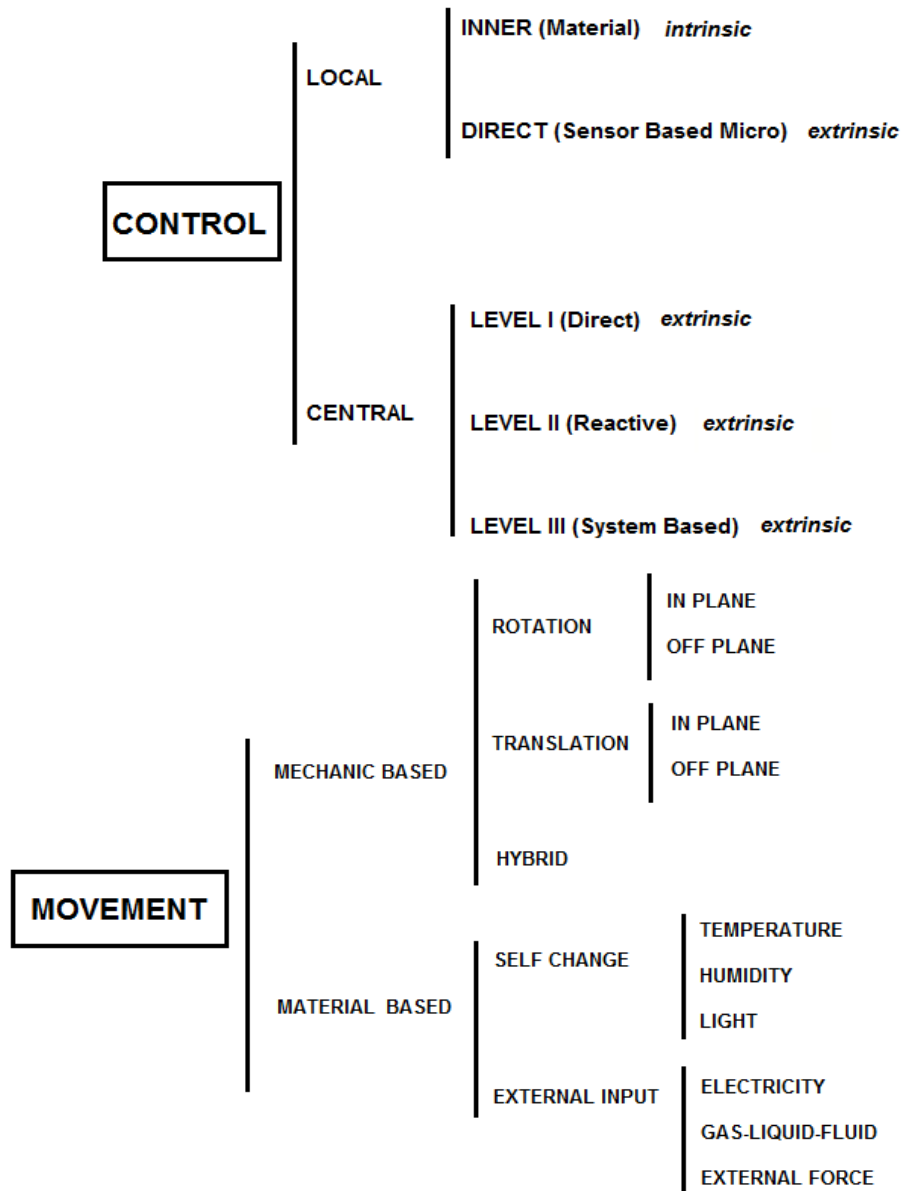 INNER (Material) intrinsic
LOCAL
DIRECT (Sensor Based Micro) extrinsic
CONTROL
LEVEL I (Direct) extrinsic
CENTRAL
LEVEL II (Reactive) extrinsic
LEVEL III (System Based) extrinsic
IN PLANE
ROTATION
OFF PLANE
IN PLANE
TRANSLATION
OFF PLANE
MECHANIC BASED
HYBRID
MOVEMENT
TEMPERATURE
SELF CHANGE
HUMIDITY
MATERIAL BASED
LIGHT
ELECTRICITY
EXTERNAL INPUT
GAS-LIQUID-FLUID
EXTERNAL FORCE